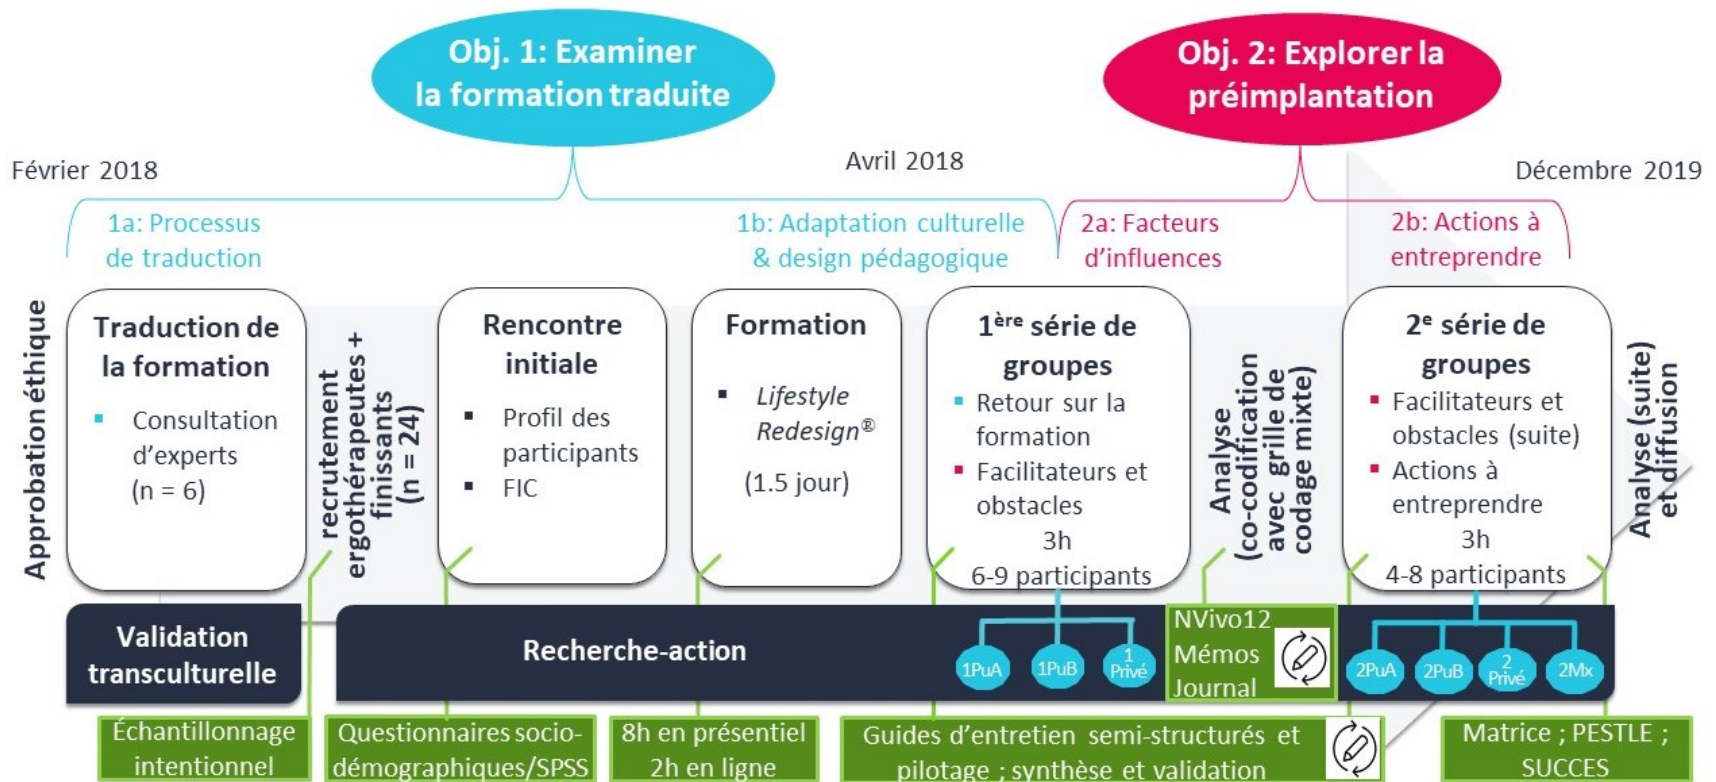 Obj. 1: Examiner
la formation traduite
Obj. 2: Explorer la
préimplantation
Février 2018
Avril 2018
Décembre 2019
1a: Processus
de traduction
1b: Adaptation culturelle
& design pédagogique
2a: Facteurs
d’influences
2b: Actions à
entreprendre
Approbation éthique
Traduction de
la formation
▪ Consultation
d’experts
(n = 6)
recrutement
ergothérapeutes +
finissants
(n = 24)
Rencontre
initiale
▪ Profil des
participants
▪ FIC
Formation
▪ Lifestyle
Redesign®
(1.5 jour)
1ère série de
groupes
▪ Retour sur la
formation
▪ Facilitateurs et
obstacles
3h
6-9 participants
Analyse
(co-codification
avec grille de
codage mixte)
2e série de
groupes
▪ Facilitateurs et
obstacles (suite)
▪ Actions à
entreprendre
3h
4-8 participants
Analyse (suite)
et diffusion
Validation
transculturelle
Recherche-action
1PuA
1PuB
1
Privé
NVivo12
Mémos
Journal
2PuA
2PuB
2
Privé
2Mx
Échantillonnage
intentionnel
Questionnaires socio-
démographiques/SPSS
8h en présentiel
2h en ligne
Guides d’entretien semi-structurés et
pilotage ; synthèse et validation
Matrice ; PESTLE ;
SUCCES